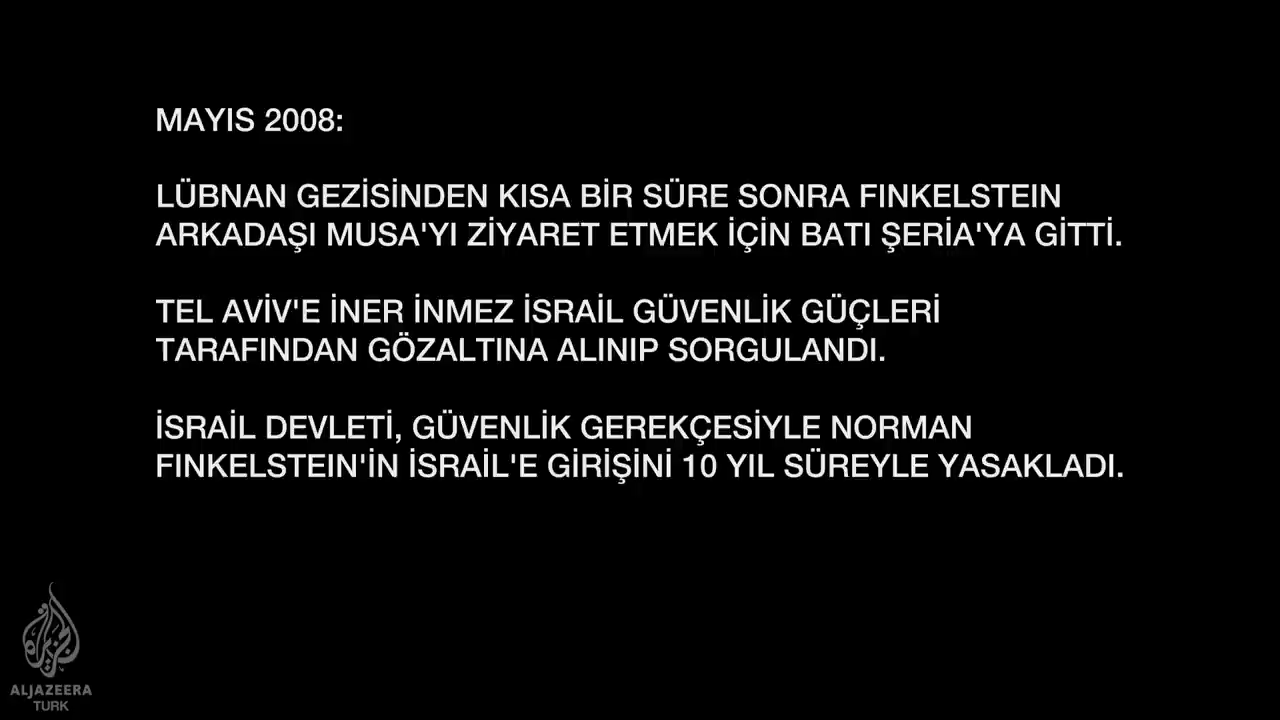 MAYIS 2008:
LÜBNAN GEZİSİNDEN KISA BİR SÜRE SONRA FINKELSTEIN
ARKADAŞI MUSA'YI ZİYARET ETMEK İÇİN BATI ŞERİA'YA GİTTİ.
TEL AVİV'E İNER İNMEZ İSRAİL GÜVENLİK GÜÇLERİ
TARAFINDAN GÖZALTINA ALINIP SORGULANDI.
İSRAİL DEVLETİ, GÜVENLİK GEREKÇESİYLE NORMAN
FINKELSTEIN'İN İSRAİL'E GİRİŞİNİ 10 YIL SÜREYLE YASAKLADI.
الجزيرة
ALJAZEERA
TURK